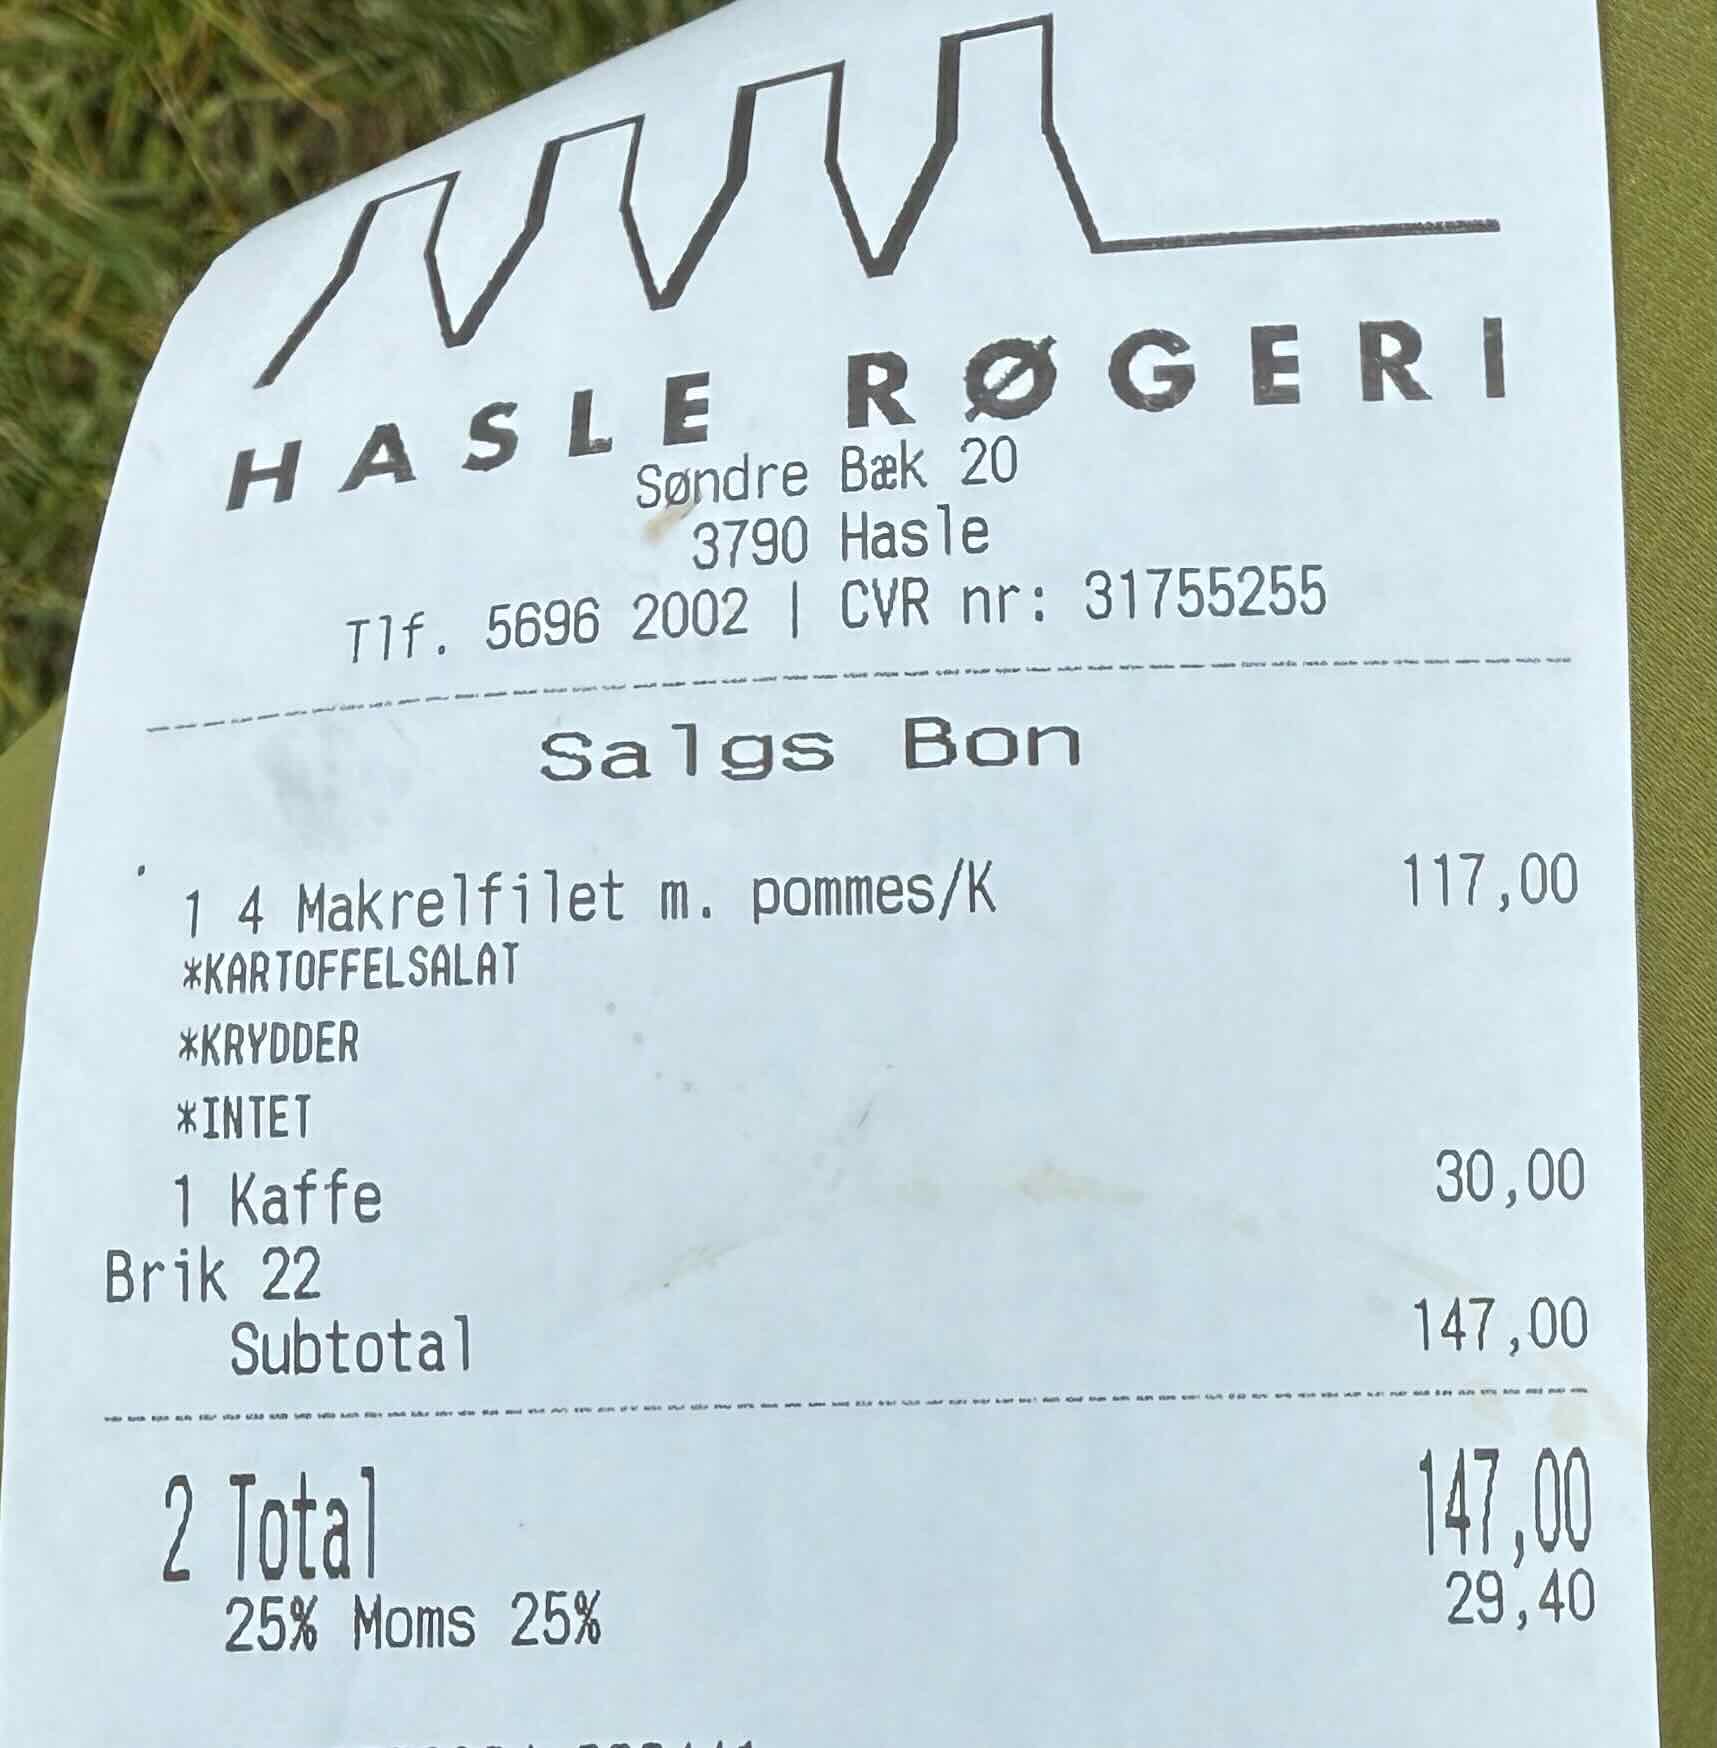 HASLE RØGERI
Søndre Bæk 20
3790 Hasle
Tlf. 5696 2002 | CVR nr: 31755255
Salgs Bon
1 4 Makrelfilet m. pommes/K 117,00
*KARTOFFELSALAT
*KRYDDER
*INTET
1 Kaffe 30,00
Brik 22
Subtotal 147,00
2 Total 147,00
25% Moms 25% 29,40